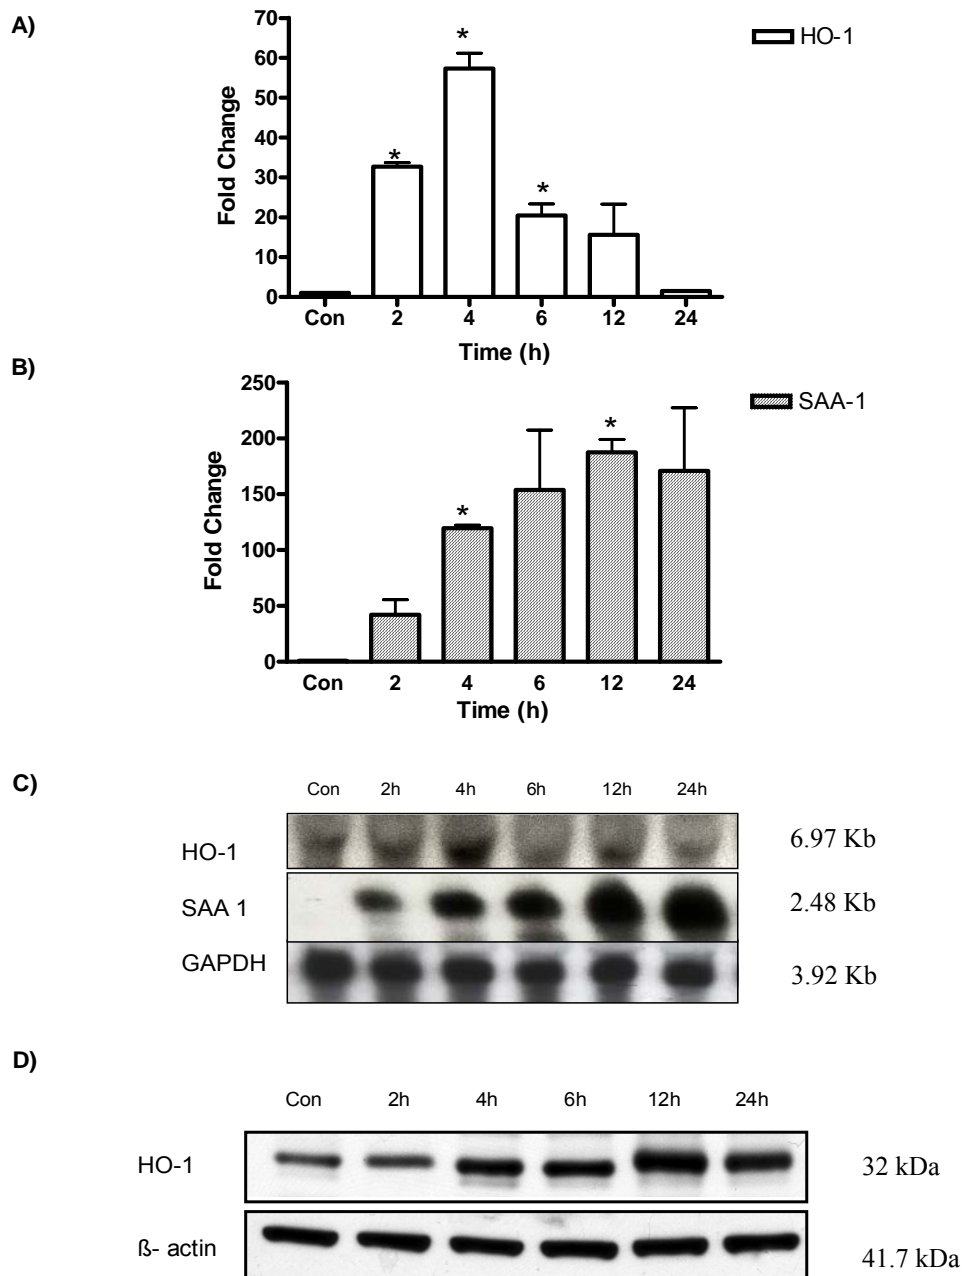 A)
HO-1
70
60
50
40
30
20
10
0
Fold Change
* * *
Con 2 4 6 12 24
Time (h)
B)
SAA-1
250
200
150
100
50
0
Fold Change
* *
Con 2 4 6 12 24
Time (h)
C)
Con 2h 4h 6h 12h 24h
HO-1 6.97 Kb
SAA 1 2.48 Kb
GAPDH 3.92 Kb
D)
Con 2h 4h 6h 12h 24h
HO-1 32 kDa
ß- actin 41.7 kDa